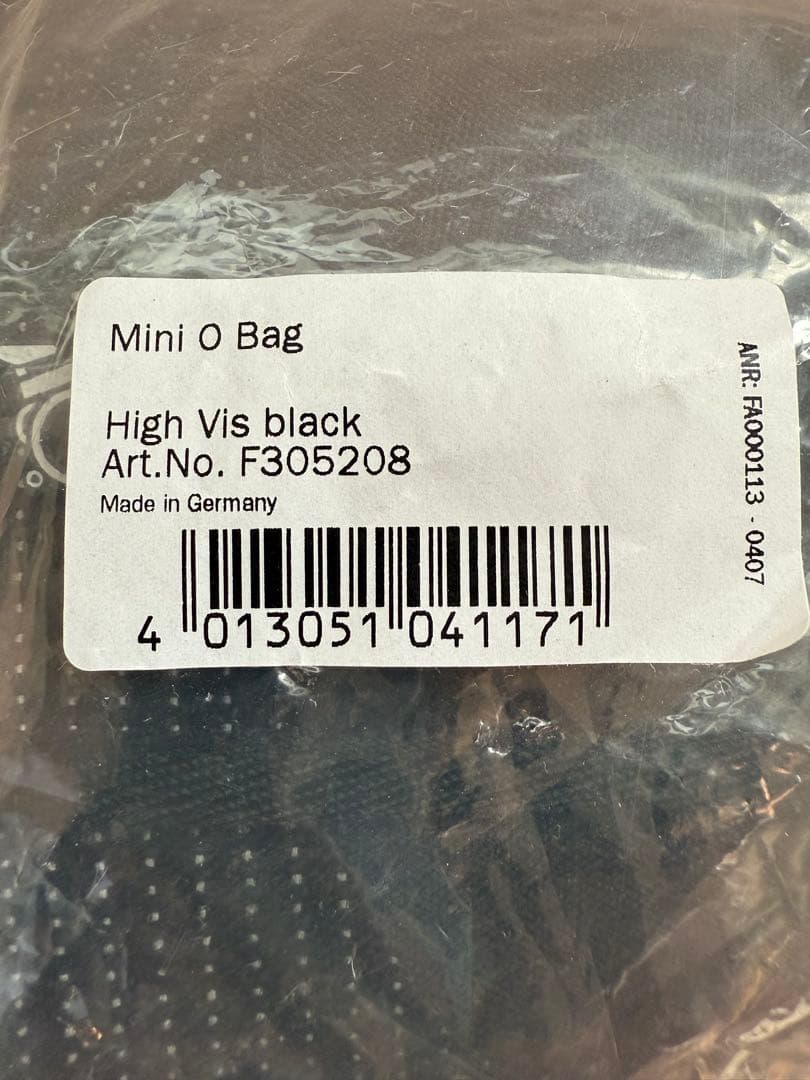 Mini O Bag
High Vis black
Art.No. F305208
Made in Germany
4 013051 041171
ANR: FA000113 - 0407